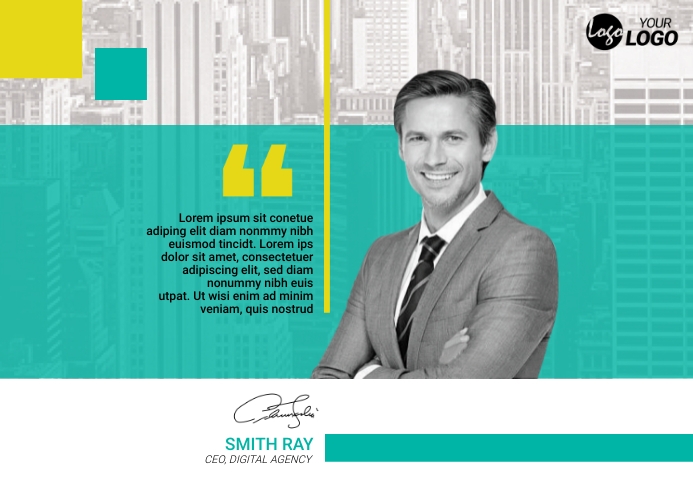 Logo
YOUR
LOGO
Lorem ipsum sit conetue
adiping elit diam nonmmy nibh
euismod tincidt. Lorem ips
dolor sit amet, consectetuer
adipiscing elit, sed diam
nonummy nibh euis
utpat. Ut wisi enim ad minim
veniam, quis nostrud
SMITH RAY
CEO, DIGITAL AGENCY